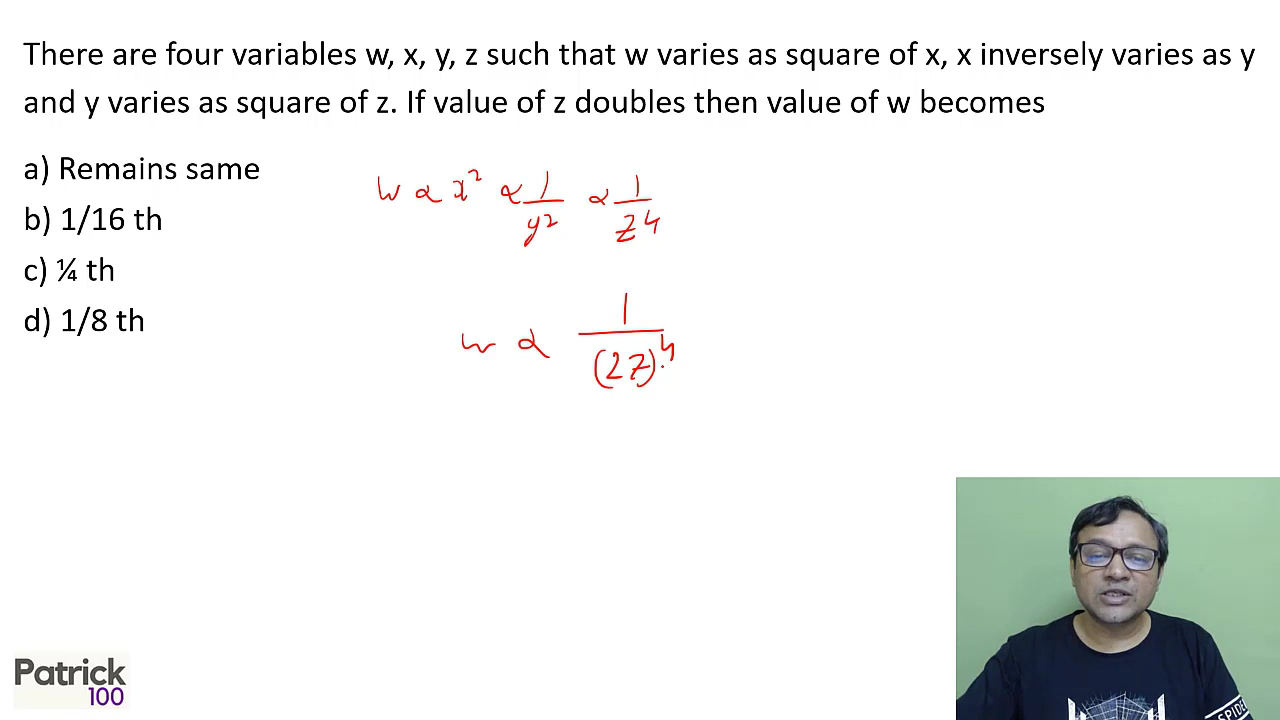 There are four variables w, x, y, z such that w varies as square of x, x inversely varies as y
and y varies as square of z. If value of z doubles then value of w becomes
a) Remains same
b) 1/16 th
c) ¼ th
d) 1/8 th
w ∝ x² ∝ 1/y² ∝ 1/z⁴
w ∝ 1/(2z)⁴
Patrick
100
SPIDE